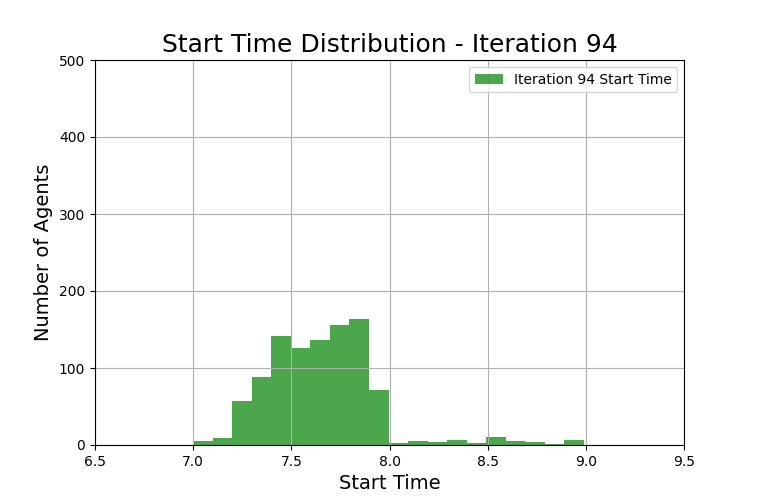 Start Time Distribution - Iteration 94
Iteration 94 Start Time
Number of Agents
500
400
300
200
100
0
6.5 7.0 7.5 8.0 8.5 9.0 9.5
Start Time